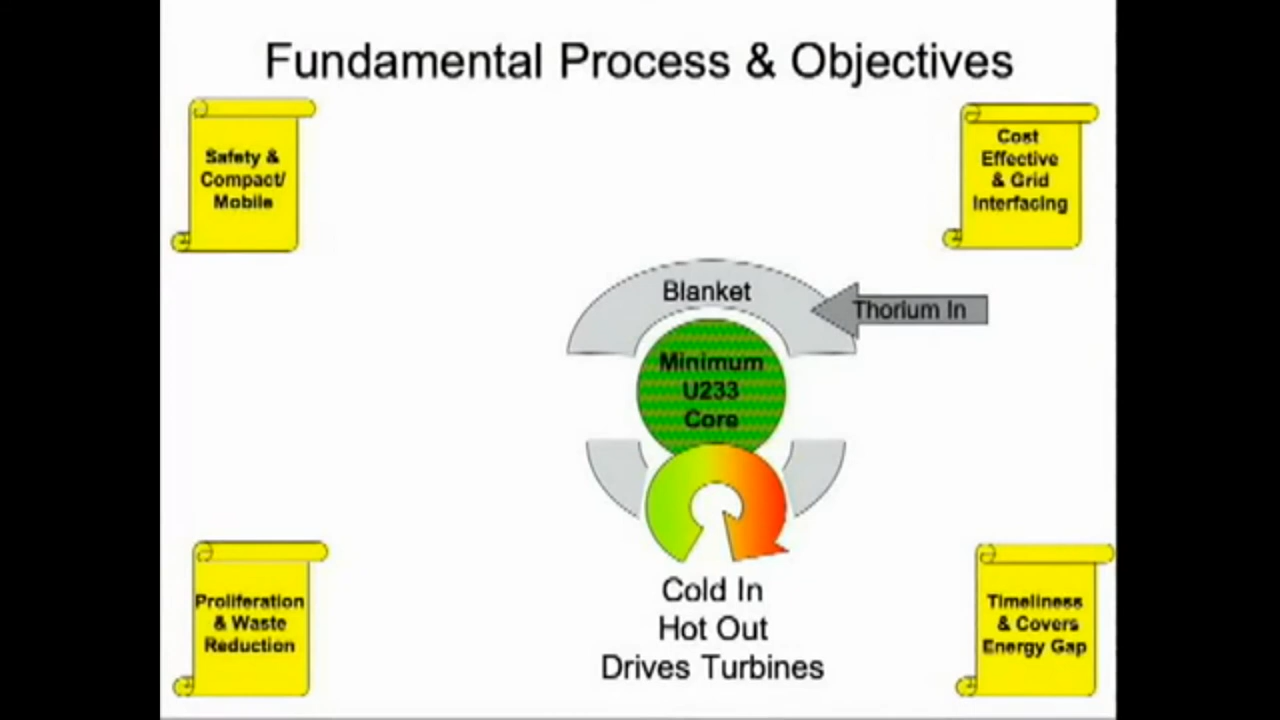 Fundamental Process & Objectives
Safety &
Compact/
Mobile
Cost
Effective
& Grid
Interfacing
Blanket
Thorium In
Minimum
U233
Core
Cold In
Hot Out
Drives Turbines
Proliferation
& Waste
Reduction
Timeliness
& Covers
Energy Gap